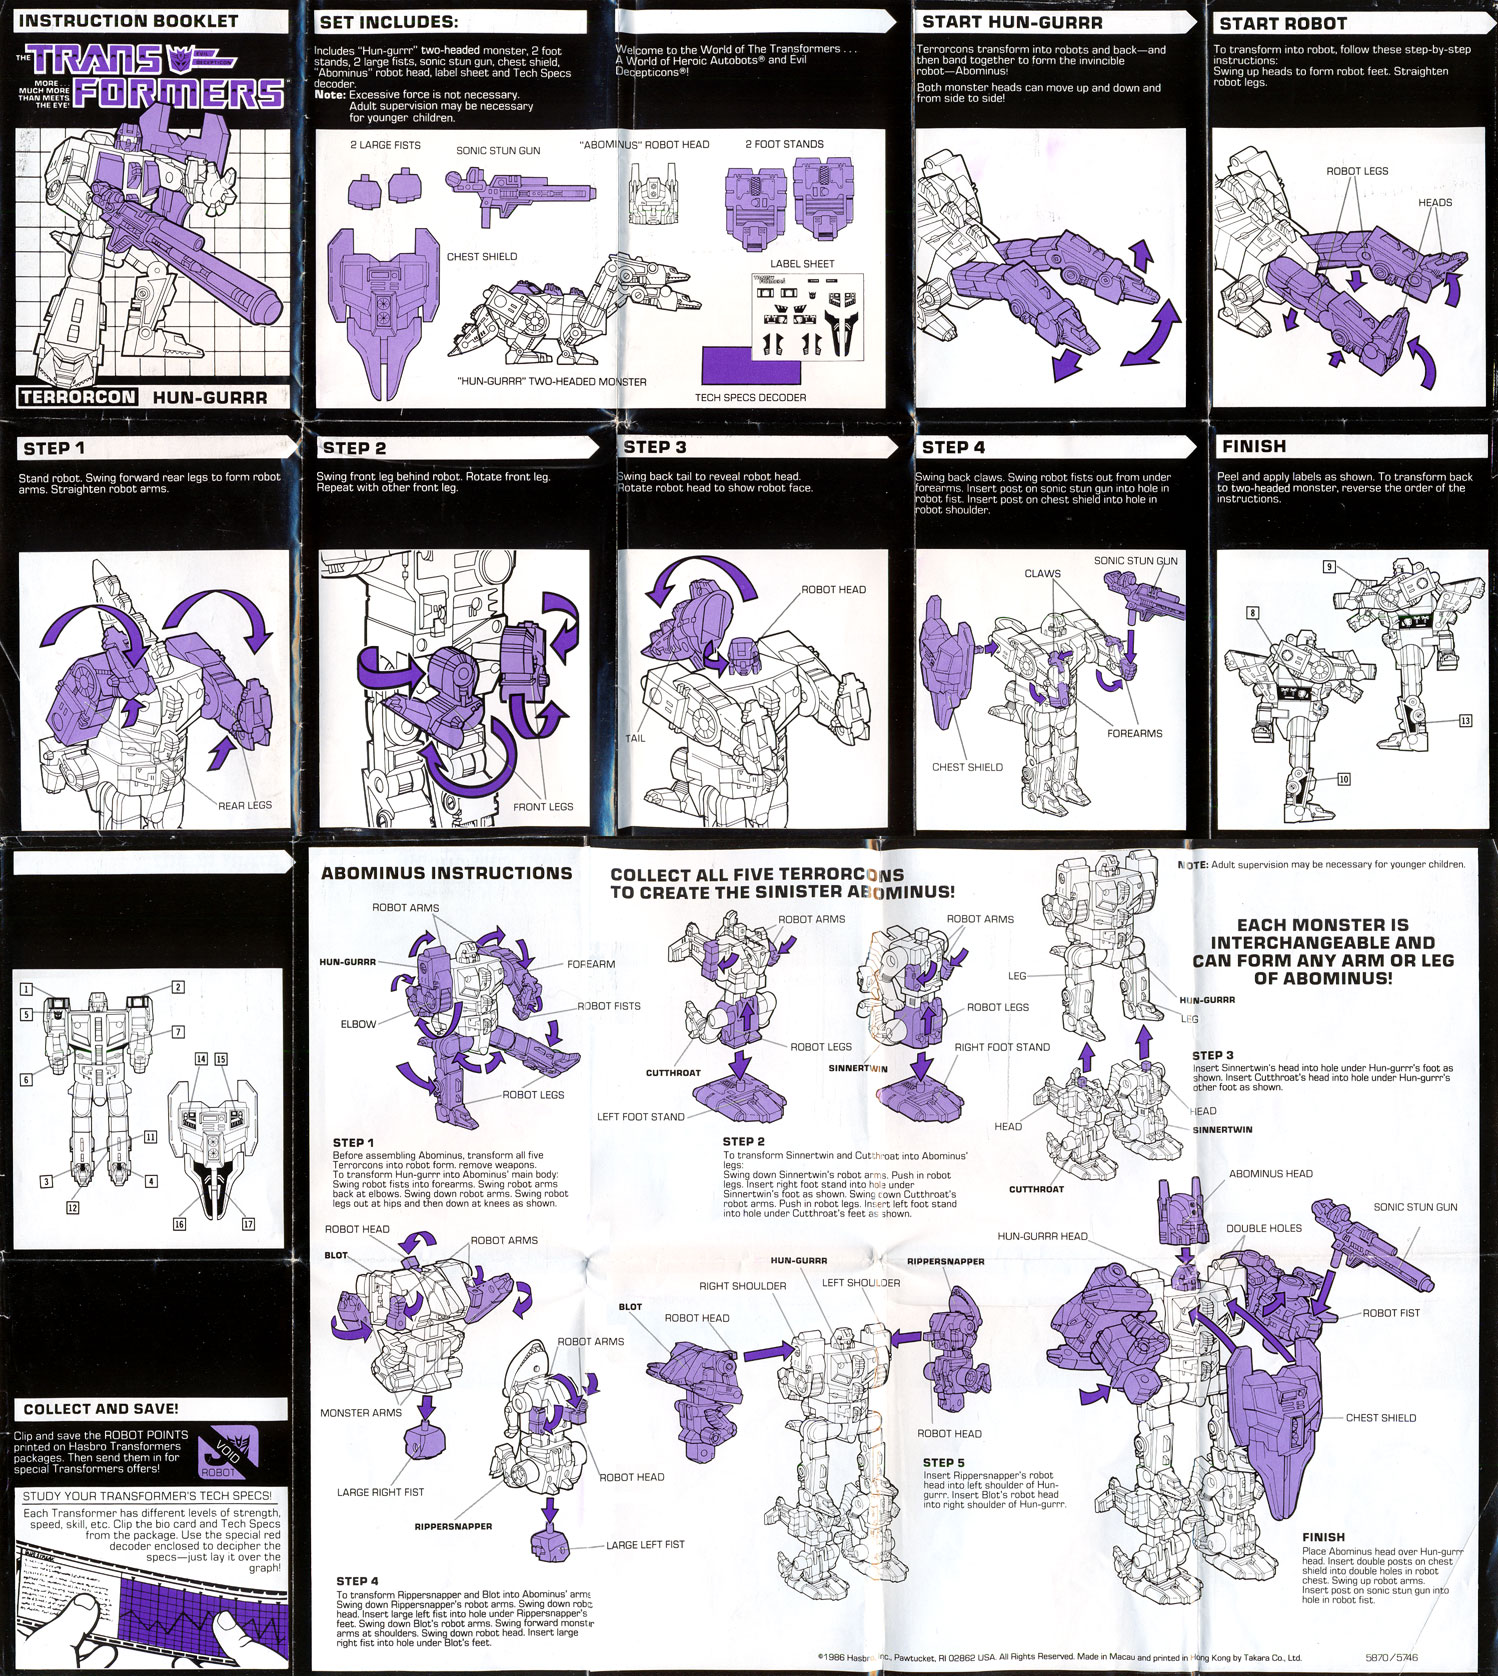 INSTRUCTION BOOKLET
THE TRANSFORMERS
EVIL DECEPTICON
MORE...
MUCH MORE
THAN MEETS
THE EYE!
TERRORCON HUN-GURRR
SET INCLUDES:
Includes "Hun-gurrr" two-headed monster, 2 foot
stands, 2 large fists, sonic stun gun, chest shield,
"Abominus" robot head, label sheet and Tech Specs
decoder.
Note: Excessive force is not necessary.
Adult supervision may be necessary
for younger children.
Welcome to the World of The Transformers . . .
A World of Heroic Autobots® and Evil
Decepticons®!
2 LARGE FISTS
SONIC STUN GUN
"ABOMINUS" ROBOT HEAD
2 FOOT STANDS
CHEST SHIELD
LABEL SHEET
"HUN-GURRR" TWO-HEADED MONSTER
TECH SPECS DECODER
START HUN-GURRR
Terrorcons transform into robots and back—and
then band together to form the invincible
robot—Abominus!
Both monster heads can move up and down and
from side to side!
START ROBOT
To transform into robot, follow these step-by-step
instructions:
Swing up heads to form robot feet. Straighten
robot legs.
ROBOT LEGS
HEADS
STEP 1
Stand robot. Swing forward rear legs to form robot
arms. Straighten robot arms.
REAR LEGS
STEP 2
Swing front leg behind robot. Rotate front leg.
Repeat with other front leg.
FRONT LEGS
STEP 3
Swing back tail to reveal robot head.
Rotate robot head to show robot face.
ROBOT HEAD
TAIL
STEP 4
Swing back claws. Swing robot fists out from under
forearms. Insert post on sonic stun gun into hole in
robot fist. Insert post on chest shield into hole in
robot shoulder.
SONIC STUN GUN
CLAWS
FOREARMS
CHEST SHIELD
FINISH
Peel and apply labels as shown. To transform back
to two-headed monster, reverse the order of the
instructions.
9
8
13
10
1
2
5
7
14
15
6
11
3
4
12
16
17
COLLECT AND SAVE!
Clip and save the ROBOT POINTS
printed on Hasbro Transformers
packages. Then send them in for
special Transformers offers!
VOID
ROBOT
STUDY YOUR TRANSFORMER'S TECH SPECS!
Each Transformer has different levels of strength,
speed, skill, etc. Clip the bio card and Tech Specs
from the package. Use the special red
decoder enclosed to decipher the
specs—just lay it over the
graph!
ABOMINUS INSTRUCTIONS
COLLECT ALL FIVE TERRORCONS
TO CREATE THE SINISTER ABOMINUS!
NOTE: Adult supervision may be necessary for younger children.
EACH MONSTER IS
INTERCHANGEABLE AND
CAN FORM ANY ARM OR LEG
OF ABOMINUS!
ROBOT ARMS
HUN-GURRR
FOREARM
ROBOT FISTS
ELBOW
ROBOT LEGS
STEP 1
Before assembling Abominus, transform all five
Terrorcons into robot form. remove weapons.
To transform Hun-gurrr into Abominus' main body:
Swing robot fists into forearms. Swing robot arms
back at elbows. Swing down robot arms. Swing robot
legs out at hips and then down at knees as shown.
ROBOT ARMS
ROBOT ARMS
ROBOT LEGS
ROBOT LEGS
CUTTHROAT
SINNERTWIN
RIGHT FOOT STAND
LEFT FOOT STAND
STEP 2
To transform Sinnertwin and Cutthroat into Abominus'
legs:
Swing down Sinnertwin's robot arms. Push in robot
legs. Insert right foot stand into hole under
Sinnertwin's foot as shown. Swing down Cutthroat's
robot arms. Push in robot legs. Insert left foot stand
into hole under Cutthroat's feet as shown.
LEG
HUN-GURRR
LEG
STEP 3
Insert Sinnertwin's head into hole under Hun-gurrr's foot as
shown. Insert Cutthroat's head into hole under Hun-gurrr's
other foot as shown.
HEAD
HEAD
SINNERTWIN
CUTTHROAT
ROBOT HEAD
BLOT
ROBOT ARMS
MONSTER ARMS
LARGE RIGHT FIST
ROBOT ARMS
ROBOT HEAD
RIPPERSNAPPER
LARGE LEFT FIST
STEP 4
To transform Rippersnapper and Blot into Abominus' arms
Swing down Rippersnapper's robot arms. Swing down robo
head. Insert large left fist into hole under Rippersnapper's
feet. Swing down Blot's robot arms. Swing forward monster
arms at shoulders. Swing down robot head. Insert large
right fist into hole under Blot's feet.
HUN-GURRR
RIPPERSNAPPER
RIGHT SHOULDER
LEFT SHOULDER
BLOT
ROBOT HEAD
ROBOT HEAD
STEP 5
Insert Rippersnapper's robot
head into left shoulder of Hun-
gurrr. Insert Blot's robot head
into right shoulder of Hun-gurrr.
ABOMINUS HEAD
SONIC STUN GUN
HUN-GURRR HEAD
DOUBLE HOLES
ROBOT FIST
CHEST SHIELD
FINISH
Place Abominus head over Hun-gurrr
head. Insert double posts on chest
shield into double holes in robot
chest. Swing up robot arms.
Insert post on sonic stun gun into
hole in robot fist.
©1986 Hasbro, Inc., Pawtucket, RI 02862 USA. All Rights Reserved. Made in Macau and printed in Hong Kong by Takara Co., Ltd.
5870/5746